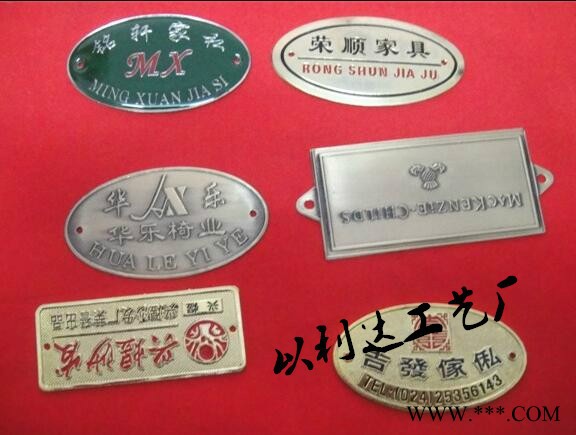 铭轩家私
MX
MING XUAN JIA SI
荣顺家具
RONG SHUN JIA JU
华 乐
华乐椅业
HUA LE YI YE
MACKENZIE-CHILDS
以利达工艺厂
吉發傢俬
TEL:(024)25356143
WWW.***.COM